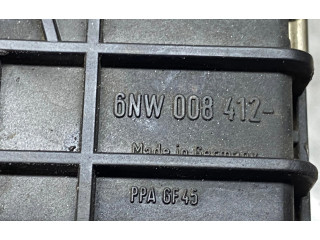 6NW 008 412-
Made in Germany
PPA GF45